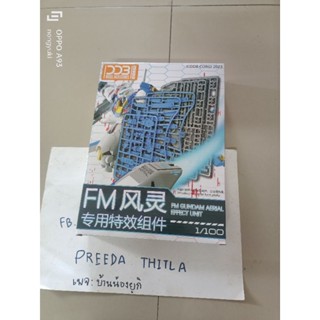 OPPO A95
DDB
FM风灵
FM GUNDAM AERIAL
EFFECT UNIT
专用特效组件
1/100
FB.
PREEDA THITLA
เพจ: บ้านน้องยูกิ